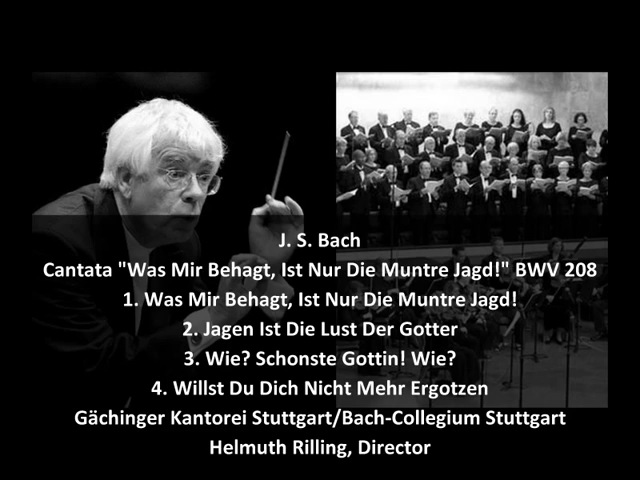 J. S. Bach
Cantata "Was Mir Behagt, Ist Nur Die Muntre Jagd!" BWV 208
1. Was Mir Behagt, Ist Nur Die Muntre Jagd!
2. Jagen Ist Die Lust Der Gotter
3. Wie? Schonste Gottin! Wie?
4. Willst Du Dich Nicht Mehr Ergotzen
Gächinger Kantorei Stuttgart/Bach-Collegium Stuttgart
Helmuth Rilling, Director